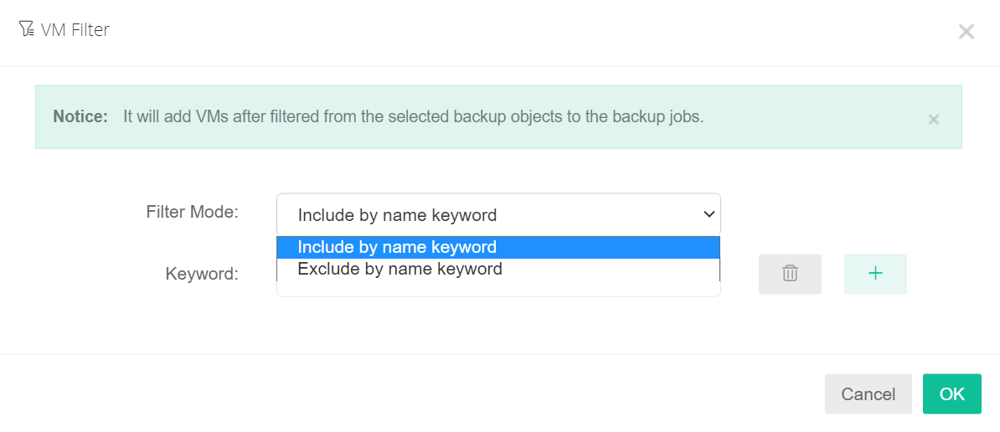 VM Filter
Notice: It will add VMs after filtered from the selected backup objects to the backup jobs.
Filter Mode:
Include by name keyword
Include by name keyword
Exclude by name keyword
Keyword:
Cancel
OK